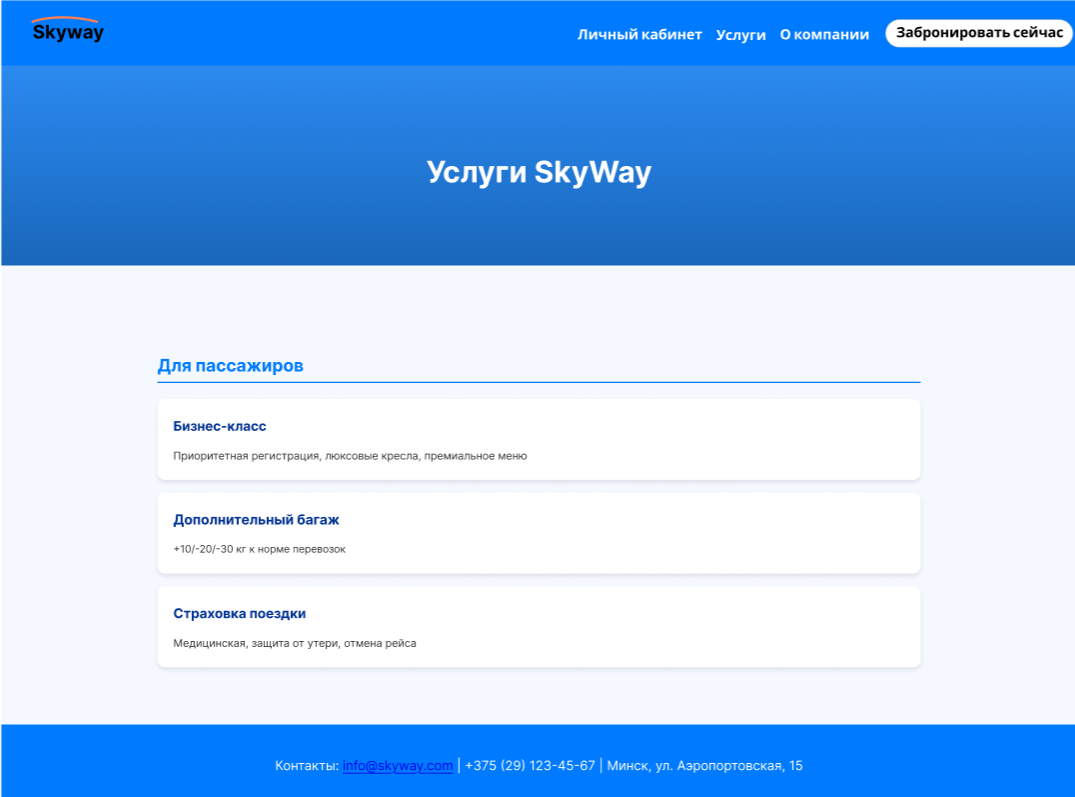 Skyway
Личный кабинет Услуги О компании Забронировать сейчас
Услуги SkyWay
Для пассажиров
Бизнес-класс
Приоритетная регистрация, люксовые кресла, премиальное меню
Дополнительный багаж
+10/-20/-30 кг к норме перевозок
Страховка поездки
Медицинская, защита от утери, отмена рейса
Контакты: info@skyway.com | +375 (29) 123-45-67 | Минск, ул. Аэропортовская, 15